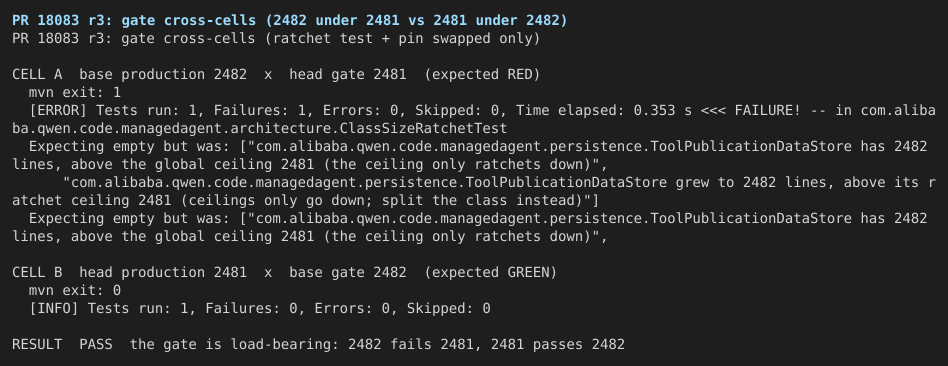 PR 18083 r3: gate cross-cells (2482 under 2481 vs 2481 under 2482)
PR 18083 r3: gate cross-cells (ratchet test + pin swapped only)
CELL A  base production 2482  x  head gate 2481  (expected RED)
  mvn exit: 1
  [ERROR] Tests run: 1, Failures: 1, Errors: 0, Skipped: 0, Time elapsed: 0.353 s <<< FAILURE! -- in com.aliba
ba.qwen.code.managedagent.architecture.ClassSizeRatchetTest
  Expecting empty but was: ["com.alibaba.qwen.code.managedagent.persistence.ToolPublicationDataStore has 2482
lines, above the global ceiling 2481 (the ceiling only ratchets down)",
      "com.alibaba.qwen.code.managedagent.persistence.ToolPublicationDataStore grew to 2482 lines, above its r
atchet ceiling 2481 (ceilings only go down; split the class instead)"]
  Expecting empty but was: ["com.alibaba.qwen.code.managedagent.persistence.ToolPublicationDataStore has 2482
lines, above the global ceiling 2481 (the ceiling only ratchets down)",
CELL B  head production 2481  x  base gate 2482  (expected GREEN)
  mvn exit: 0
  [INFO] Tests run: 1, Failures: 0, Errors: 0, Skipped: 0
RESULT  PASS  the gate is load-bearing: 2482 fails 2481, 2481 passes 2482